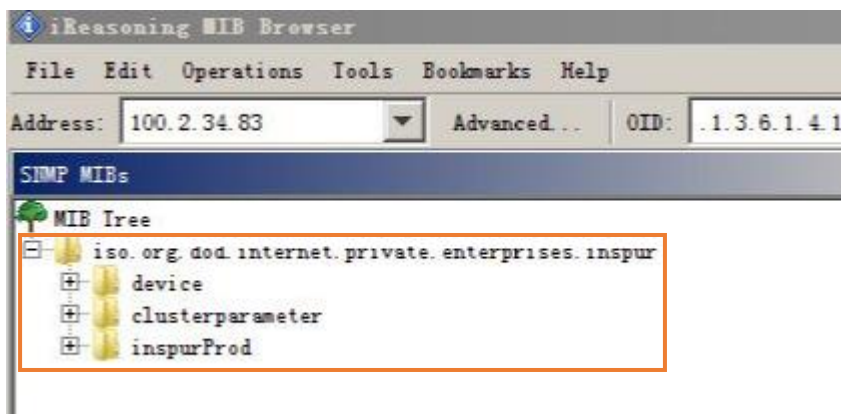 iReasoning MIB Browser
File Edit Operations Tools Bookmarks Help
Address: 100.2.34.83 Advanced... OID: .1.3.6.1.4.1
SNMP MIBs
MIB Tree
iso.org.dod.internet.private.enterprises.inspur
device
clusterparameter
inspurProd